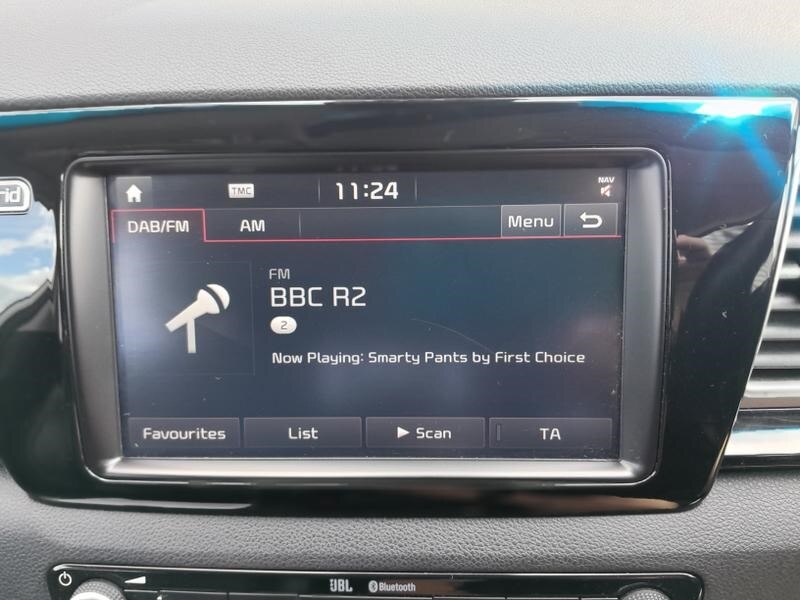 rid
TMC 11:24 NAV
DAB/FM AM Menu
FM
BBC R2
2
Now Playing: Smarty Pants by First Choice
Favourites List Scan TA
JBL Bluetooth